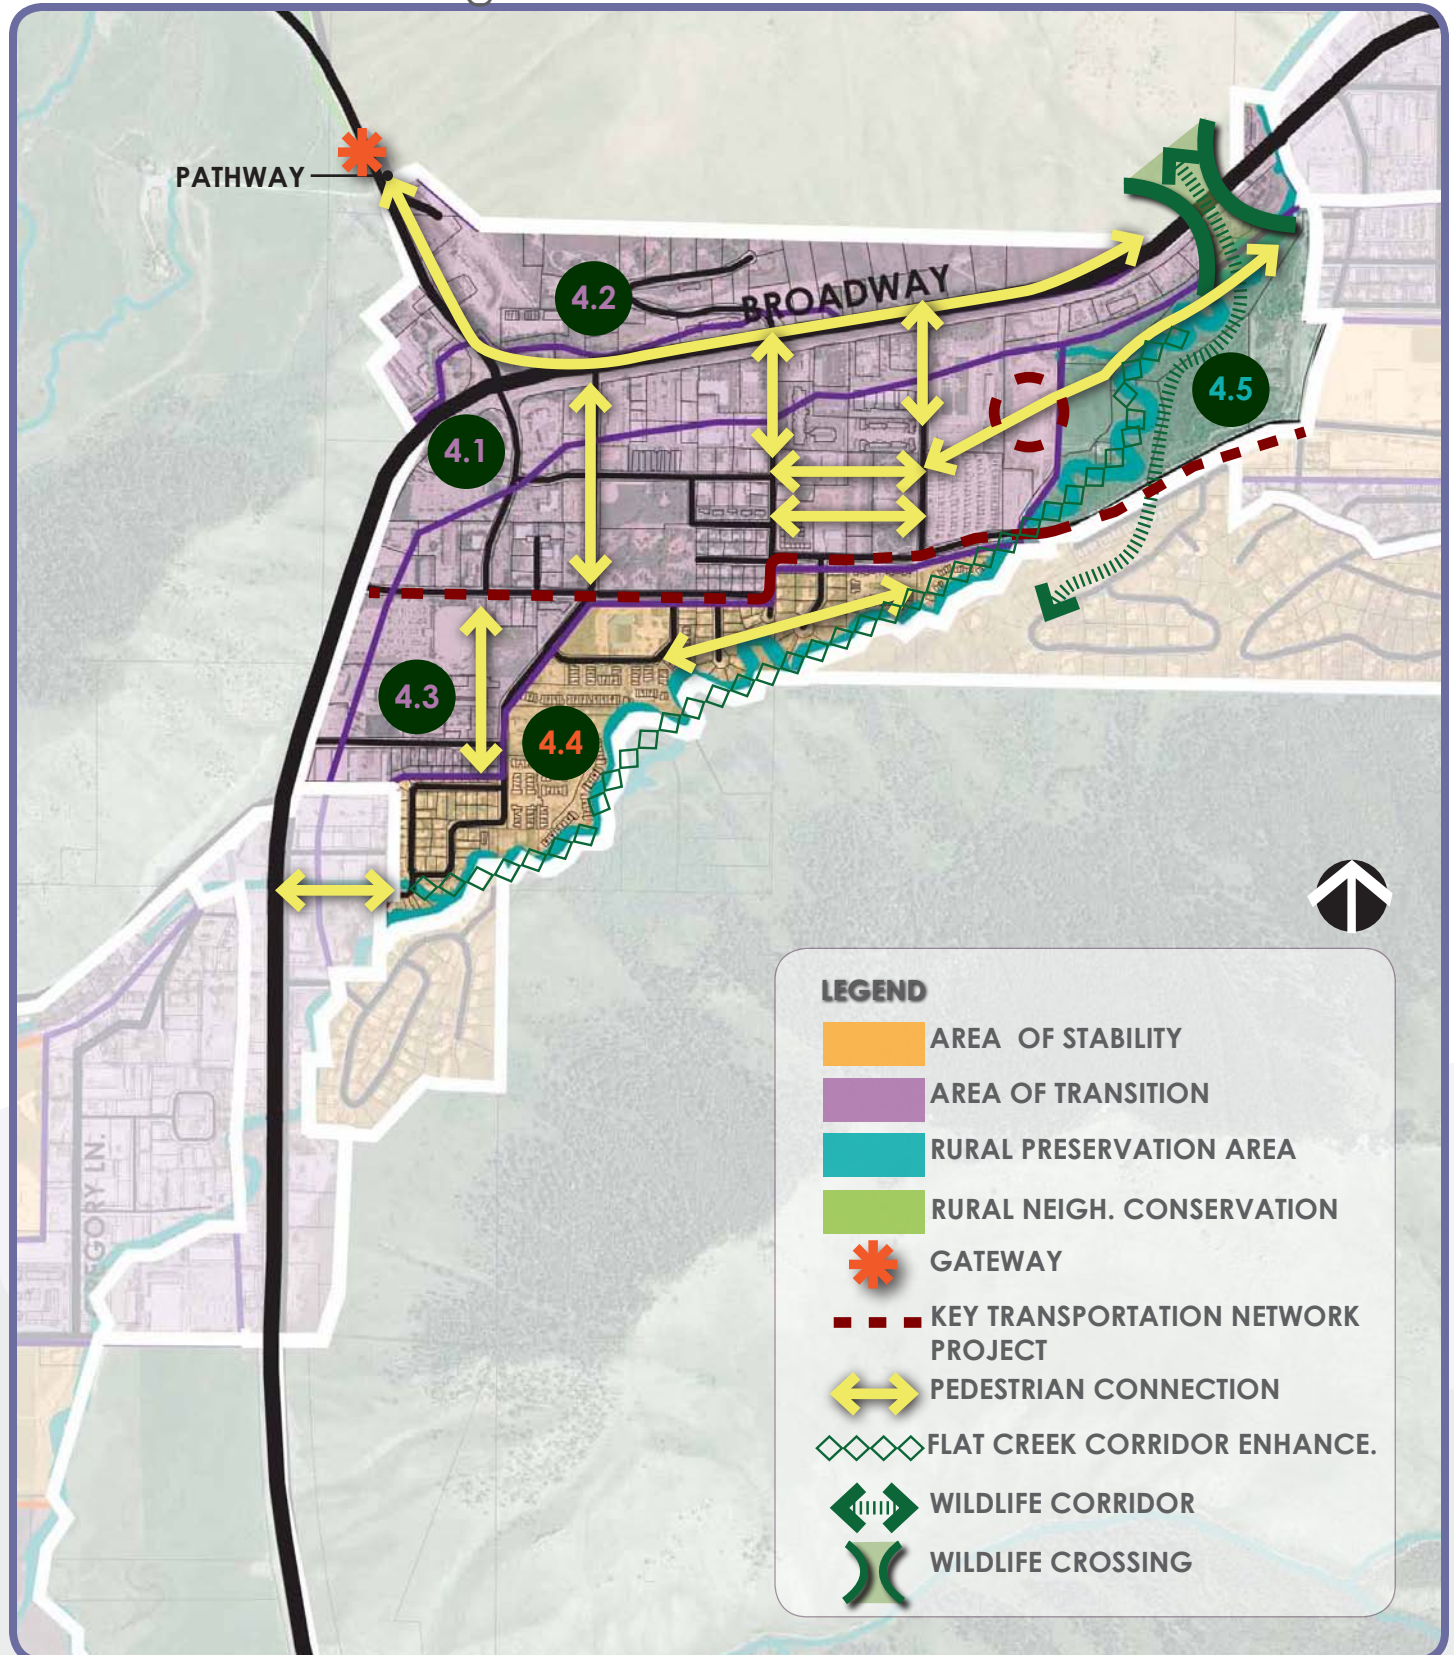 PATHWAY
4.2
BROADWAY
4.5
4.1
4.3
4.4
LEGEND
AREA OF STABILITY
AREA OF TRANSITION
RURAL PRESERVATION AREA
RURAL NEIGH. CONSERVATION
GATEWAY
KEY TRANSPORTATION NETWORK
PROJECT
PEDESTRIAN CONNECTION
FLAT CREEK CORRIDOR ENHANCE.
WILDLIFE CORRIDOR
WILDLIFE CROSSING
EGORY LN.